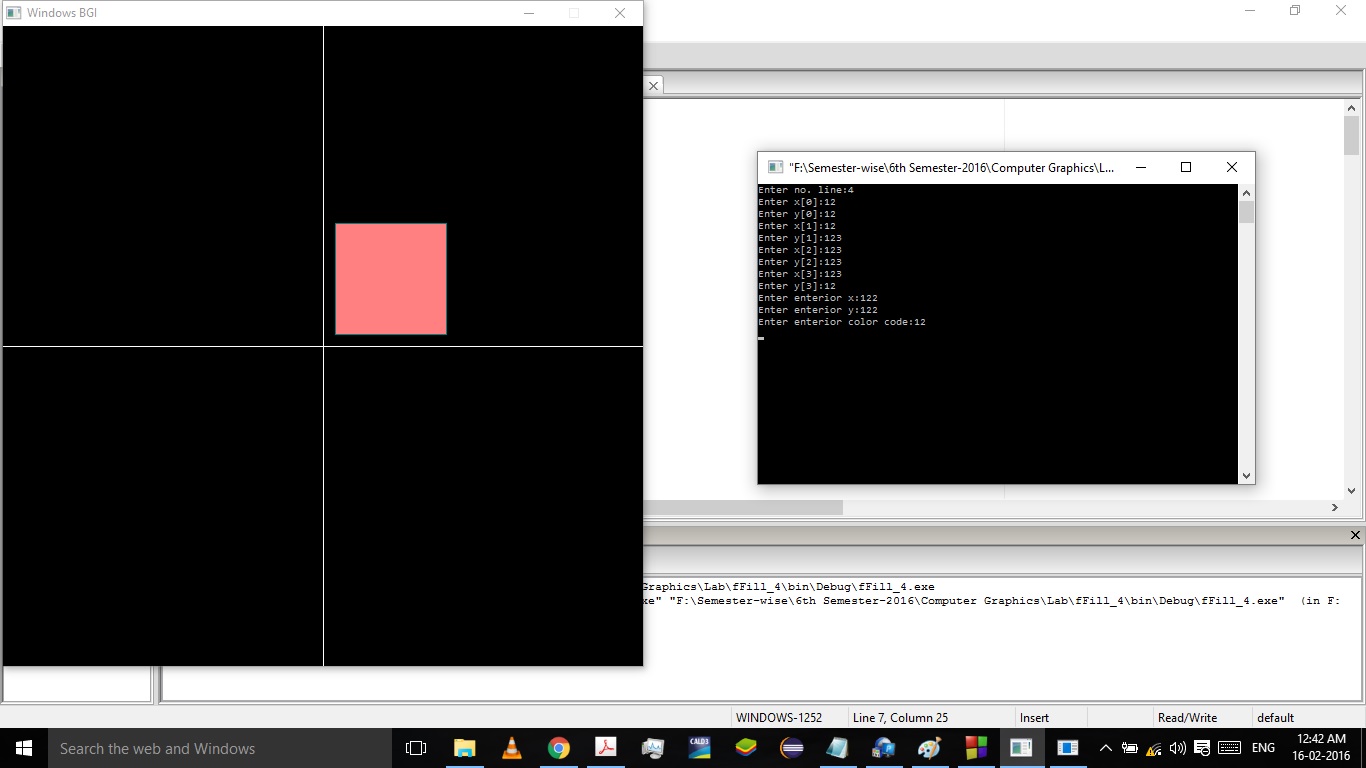 Windows BGI
"F:\Semester-wise\6th Semester-2016\Computer Graphics\L...
Enter no. line:4
Enter x[0]:12
Enter y[0]:12
Enter x[1]:12
Enter y[1]:123
Enter x[2]:123
Enter y[2]:123
Enter x[3]:123
Enter y[3]:12
Enter enterior x:122
Enter enterior y:122
Enter enterior color code:12
Graphics\Lab\fFill_4\bin\Debug\fFill_4.exe
xe" "F:\Semester-wise\6th Semester-2016\Computer Graphics\Lab\fFill_4\bin\Debug\fFill_4.exe"  (in F:
WINDOWS-1252 Line 7, Column 25 Insert Read/Write default
Search the web and Windows
CALD3
ENG
12:42 AM
16-02-2016